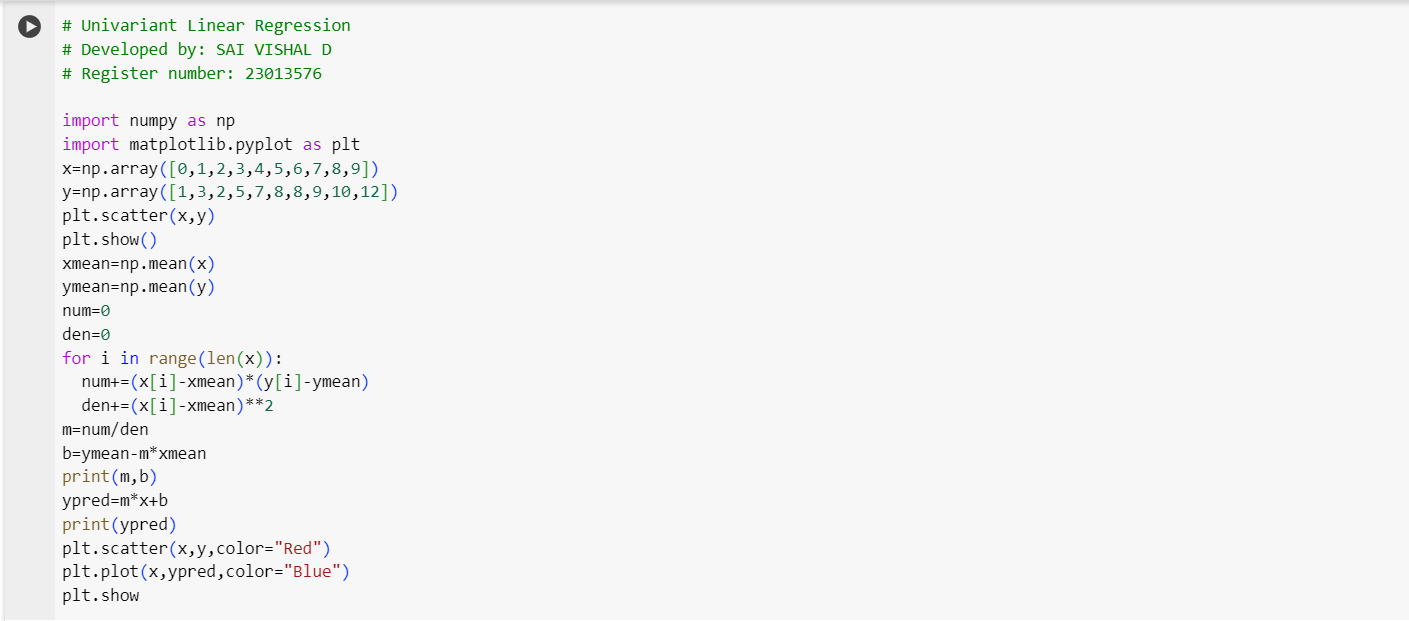 # Univariant Linear Regression
# Developed by: SAI VISHAL D
# Register number: 23013576
import numpy as np
import matplotlib.pyplot as plt
x=np.array([0,1,2,3,4,5,6,7,8,9])
y=np.array([1,3,2,5,7,8,8,9,10,12])
plt.scatter(x,y)
plt.show()
xmean=np.mean(x)
ymean=np.mean(y)
num=0
den=0
for i in range(len(x)):
  num+=(x[i]-xmean)*(y[i]-ymean)
  den+=(x[i]-xmean)**2
m=num/den
b=ymean-m*xmean
print(m,b)
ypred=m*x+b
print(ypred)
plt.scatter(x,y,color="Red")
plt.plot(x,ypred,color="Blue")
plt.show